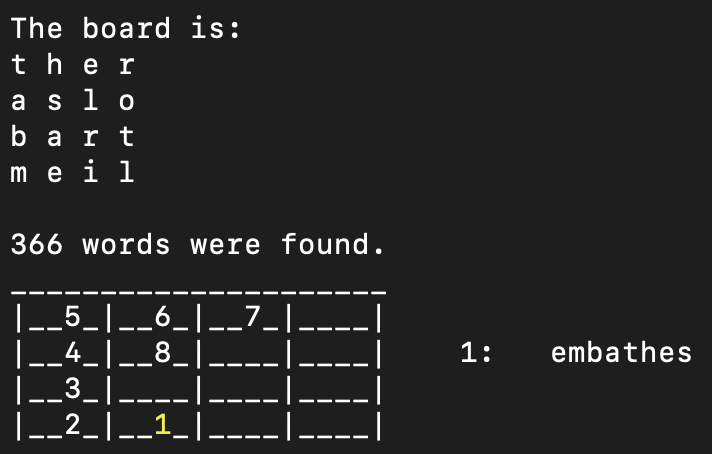 The board is:
t h e r
a s l o
b a r t
m e i l
366 words were found.
_____________________
|__5_|__6_|__7_|____|
|__4_|__8_|____|____| 1: embathes
|__3_|____|____|____|
|__2_|__1_|____|____|